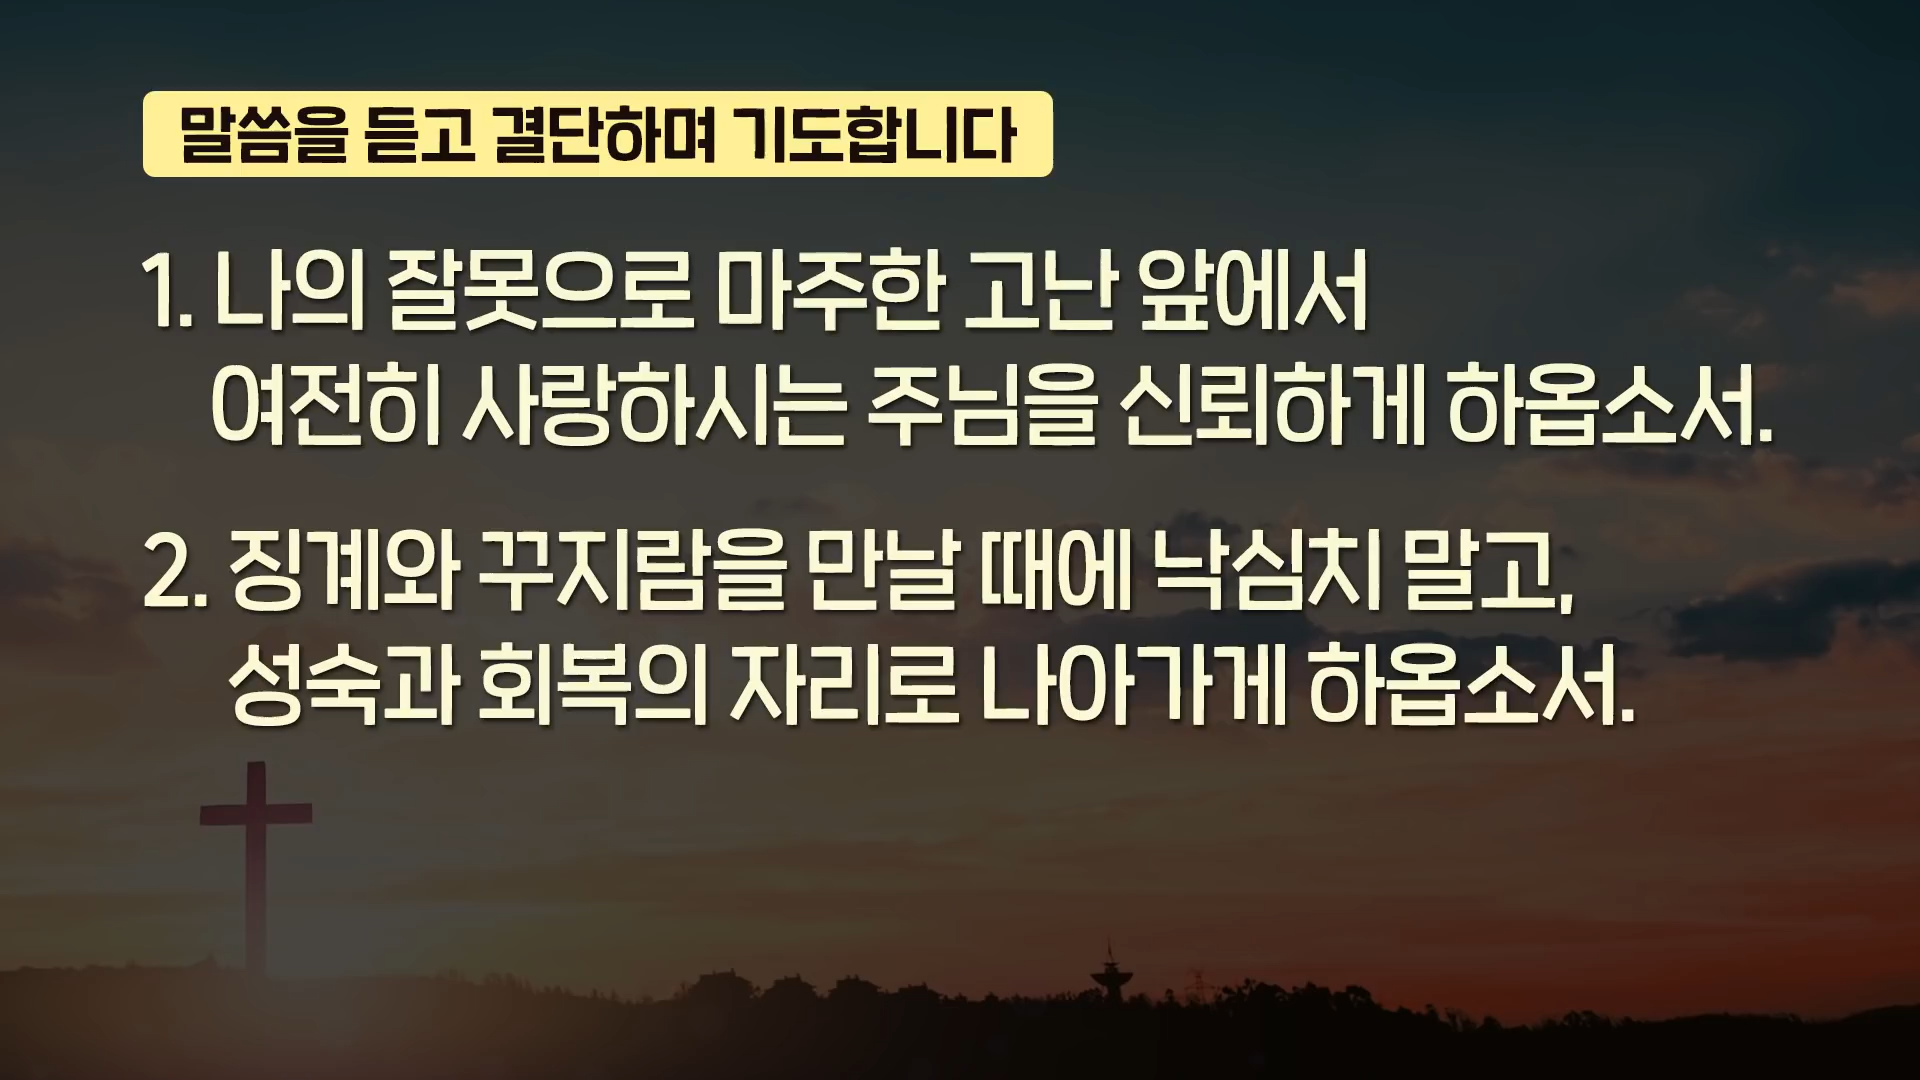 말씀을 듣고 결단하며 기도합니다
1. 나의 잘못으로 마주한 고난 앞에서
여전히 사랑하시는 주님을 신뢰하게 하옵소서.
2. 징계와 꾸지람을 만날 때에 낙심치 말고,
성숙과 회복의 자리로 나아가게 하옵소서.